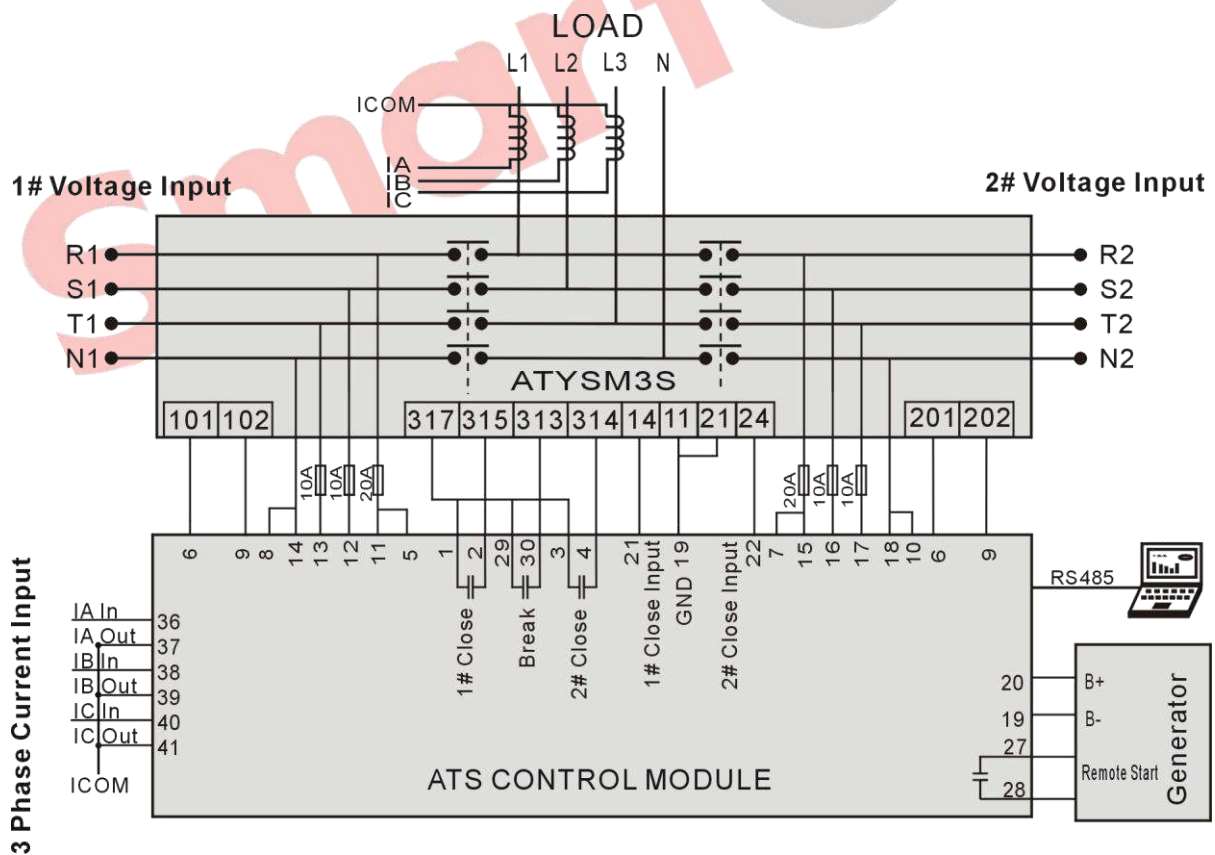 Smart
LOAD
L1 L2 L3 N
ICOM
IA
IB
IC
1# Voltage Input
2# Voltage Input
R1
S1
T1
N1
R2
S2
T2
N2
ATYSM3S
101 102 317 315 313 314 14 11 21 24 201 202
10A 10A 20A 20A 10A 10A
6 9 8 14 13 12 11 5 1 2 29 30 3 4 21 19 22 7 15 16 17 18 10 6 9
1# Close
Break
2# Close
1# Close Input
GND
2# Close Input
RS485
3 Phase Current Input
IA In 36
IA Out 37
IB In 38
IB Out 39
IC In 40
IC Out 41
ICOM
ATS CONTROL MODULE
20 B+
19 B-
27
Remote Start
28
Generator